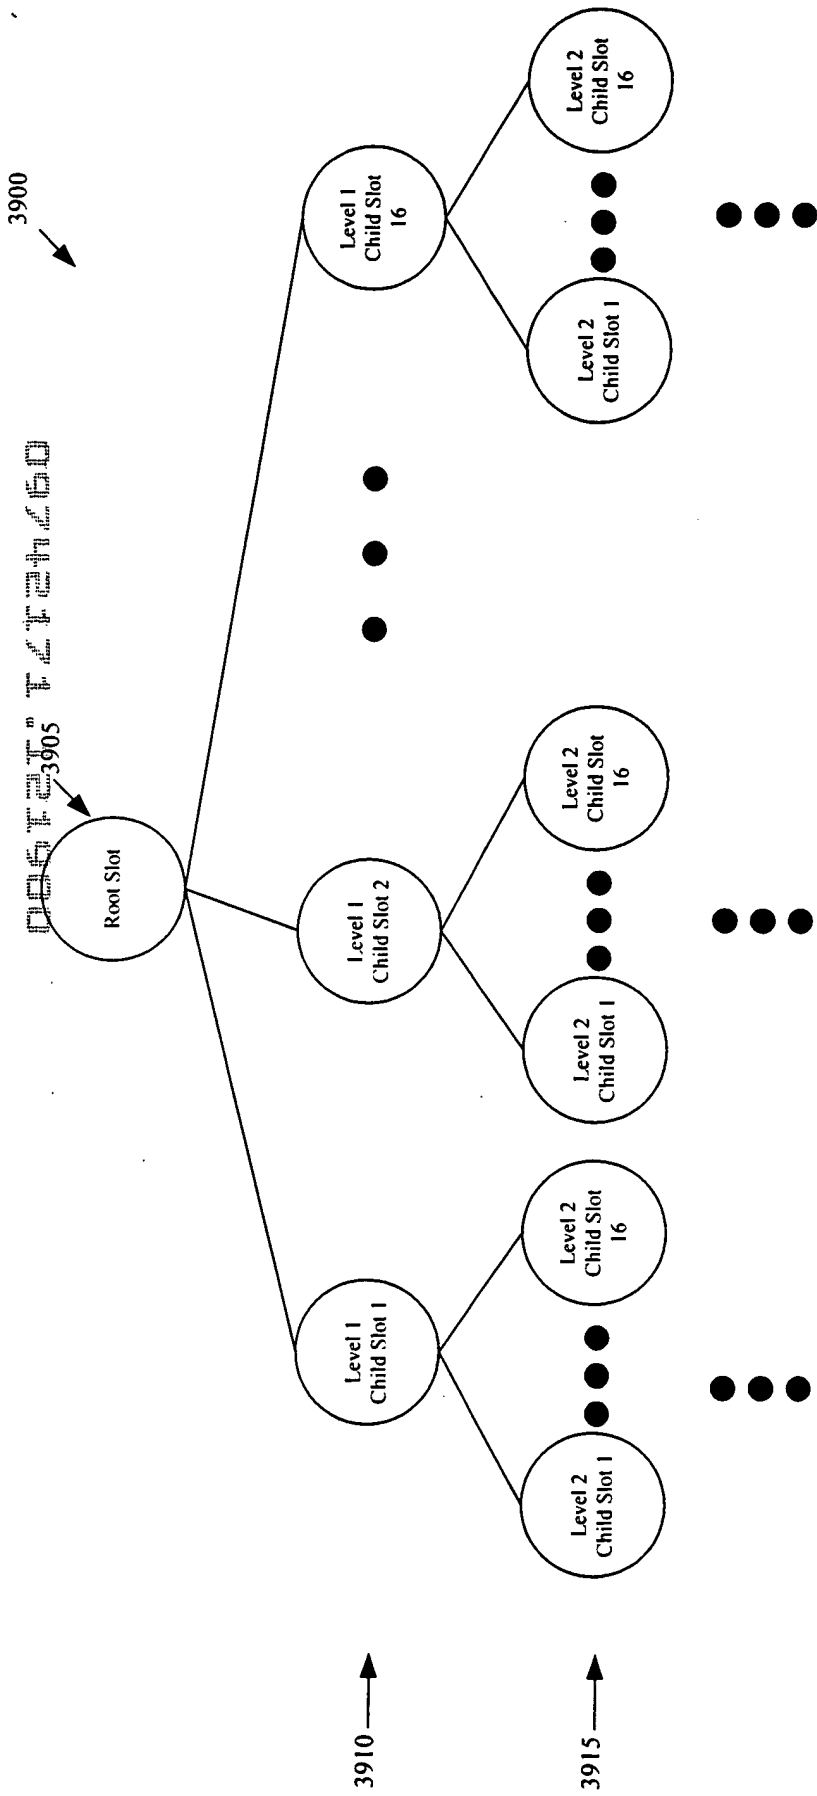 3900
09742171.121900
3905
Root Slot
3910
Level 1
Child Slot 1
Level 1
Child Slot 2
Level 1
Child Slot
16
3915
Level 2
Child Slot 1
Level 2
Child Slot
16
Level 2
Child Slot 1
Level 2
Child Slot
16
Level 2
Child Slot 1
Level 2
Child Slot
16